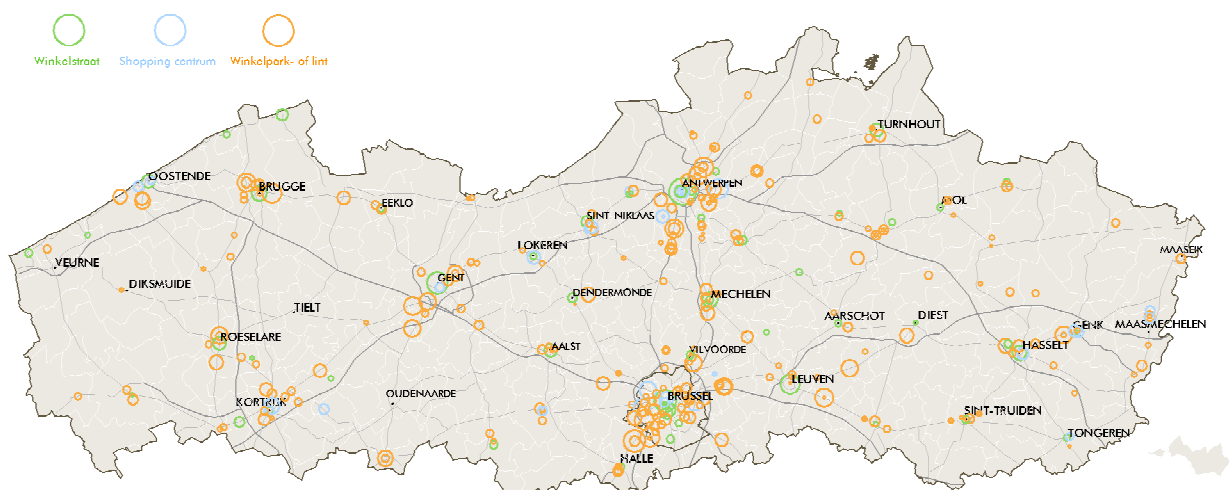 Winkelstraat
Shopping centrum
Winkelpark- of lint
TURNHOUT
OOSTENDE
BRUGGE
ANTWERPEN
EEKLO
MOL
SINT NIKLAAS
LOKEREN
MAASEIK
VEURNE
GENT
DIKSMUIDE
DENDERMONDE
MECHELEN
TIELT
AARSCHOT
DIEST
GENK
MAASMECHELEN
ROESELARE
AALST
VILVOORDE
HASSELT
LEUVEN
OUDENAARDE
BRUSSEL
KORTRIJK
SINT-TRUIDEN
TONGEREN
HALLE